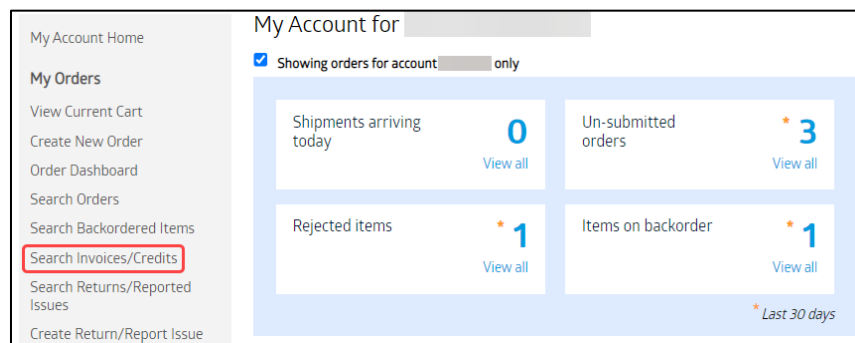 My Account Home
My Orders
View Current Cart
Create New Order
Order Dashboard
Search Orders
Search Backordered Items
Search Invoices/Credits
Search Returns/Reported
Issues
Create Return/Report Issue
My Account for
Showing orders for account only
Shipments arriving
today
0
View all
Un-submitted
orders
* 3
View all
Rejected items
* 1
View all
Items on backorder
* 1
View all
* Last 30 days